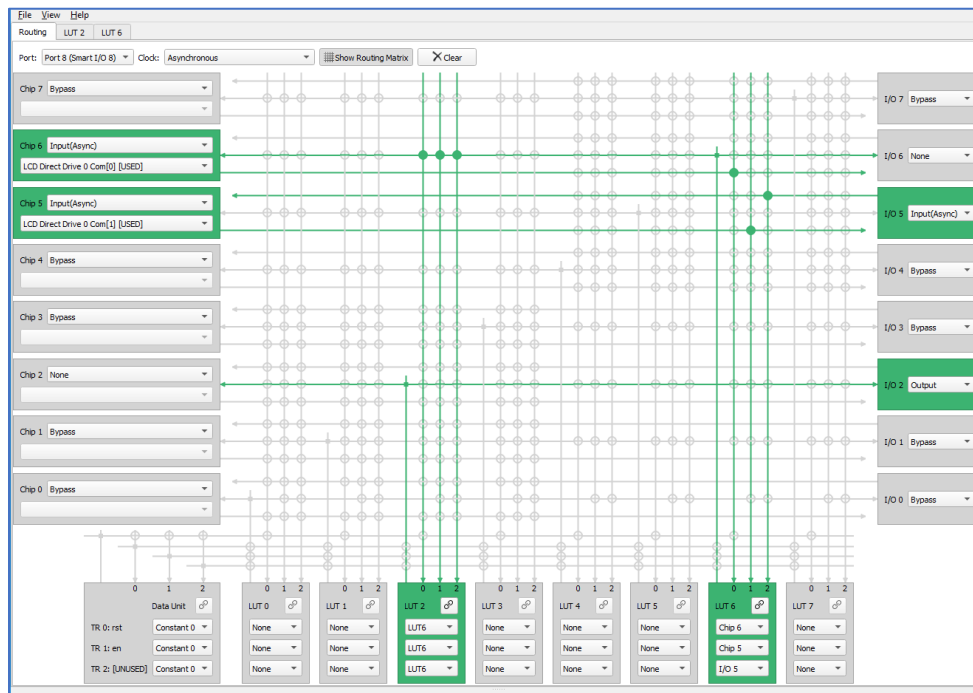 File View Help
Routing LUT 2 LUT 6
Port: Port 8 (Smart I/O 8) Clock: Asynchronous Show Routing Matrix Clear
Chip 7 Bypass
I/O 7 Bypass
Chip 6 Input(Async)
LCD Direct Drive 0 Com[0] [USED]
I/O 6 None
Chip 5 Input(Async)
LCD Direct Drive 0 Com[1] [USED]
I/O 5 Input(Async)
Chip 4 Bypass
I/O 4 Bypass
Chip 3 Bypass
I/O 3 Bypass
Chip 2 None
I/O 2 Output
Chip 1 Bypass
I/O 1 Bypass
Chip 0 Bypass
I/O 0 Bypass
0 1 2 0 1 2 0 1 2 0 1 2 0 1 2 0 1 2 0 1 2 0 1 2 0 1 2
Data Unit LUT 0 LUT 1 LUT 2 LUT 3 LUT 4 LUT 5 LUT 6 LUT 7
TR 0: rst Constant 0 None None LUT6 None None None Chip 6 None
TR 1: en Constant 0 None None LUT6 None None None Chip 5 None
TR 2: [UNUSED] Constant 0 None None LUT6 None None None I/O 5 None